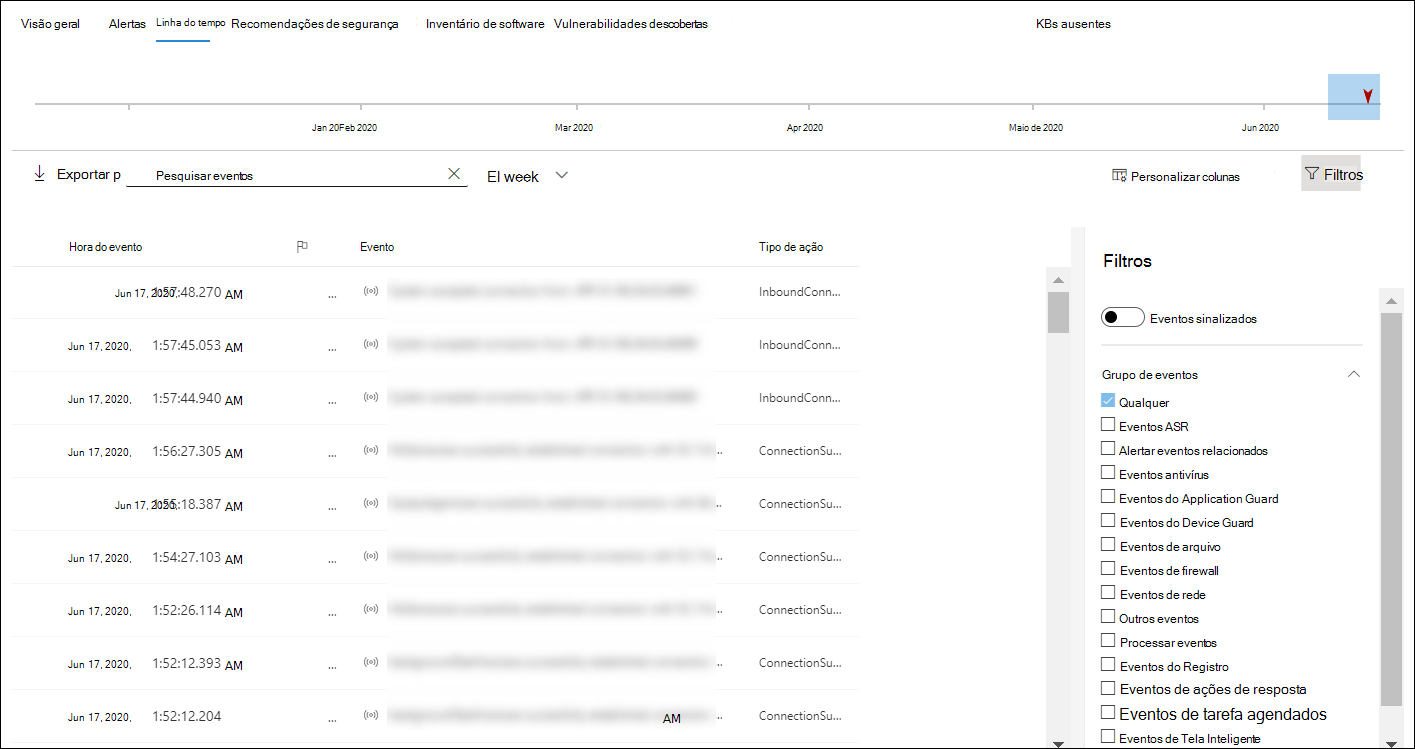 Visão geral Alertas Linha do tempo Recomendações de segurança Inventário de software Vulnerabilidades descobertas KBs ausentes
Jan 20Feb 2020 Mar 2020 Apr 2020 Maio de 2020 Jun 2020
Exportar p Pesquisar eventos El week Personalizar colunas Filtros
Hora do evento Evento Tipo de ação
Jun 17, 2020, 1:57:48.270 AM ... InboundConn...
Jun 17, 2020, 1:57:45.053 AM ... InboundConn...
Jun 17, 2020, 1:57:44.940 AM ... InboundConn...
Jun 17, 2020, 1:56:27.305 AM ... ConnectionSu...
Jun 17, 2020, 1:55:18.387 AM ... ConnectionSu...
Jun 17, 2020, 1:54:27.103 AM ... ConnectionSu...
Jun 17, 2020, 1:52:26.114 AM ... ConnectionSu...
Jun 17, 2020, 1:52:12.393 AM ... ConnectionSu...
Jun 17, 2020, 1:52:12.204 ... AM ConnectionSu...
Filtros
Eventos sinalizados
Grupo de eventos
Qualquer
Eventos ASR
Alertar eventos relacionados
Eventos antivírus
Eventos do Application Guard
Eventos do Device Guard
Eventos de arquivo
Eventos de firewall
Eventos de rede
Outros eventos
Processar eventos
Eventos do Registro
Eventos de ações de resposta
Eventos de tarefa agendados
Eventos de Tela Inteligente